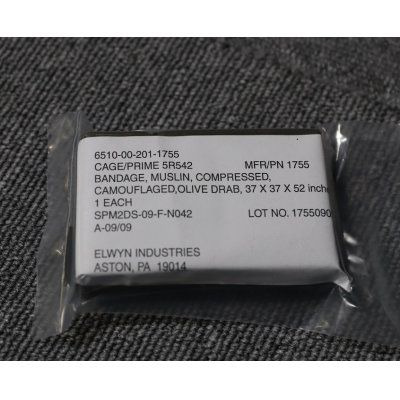 6510-00-201-1755
CAGE/PRIME 5R542 MFR/PN 1755
BANDAGE, MUSLIN, COMPRESSED,
CAMOUFLAGED,OLIVE DRAB, 37 X 37 X 52 inche
1 EACH
SPM2DS-09-F-N042 LOT NO. 1755090
A-09/09
ELWYN INDUSTRIES
ASTON, PA 19014